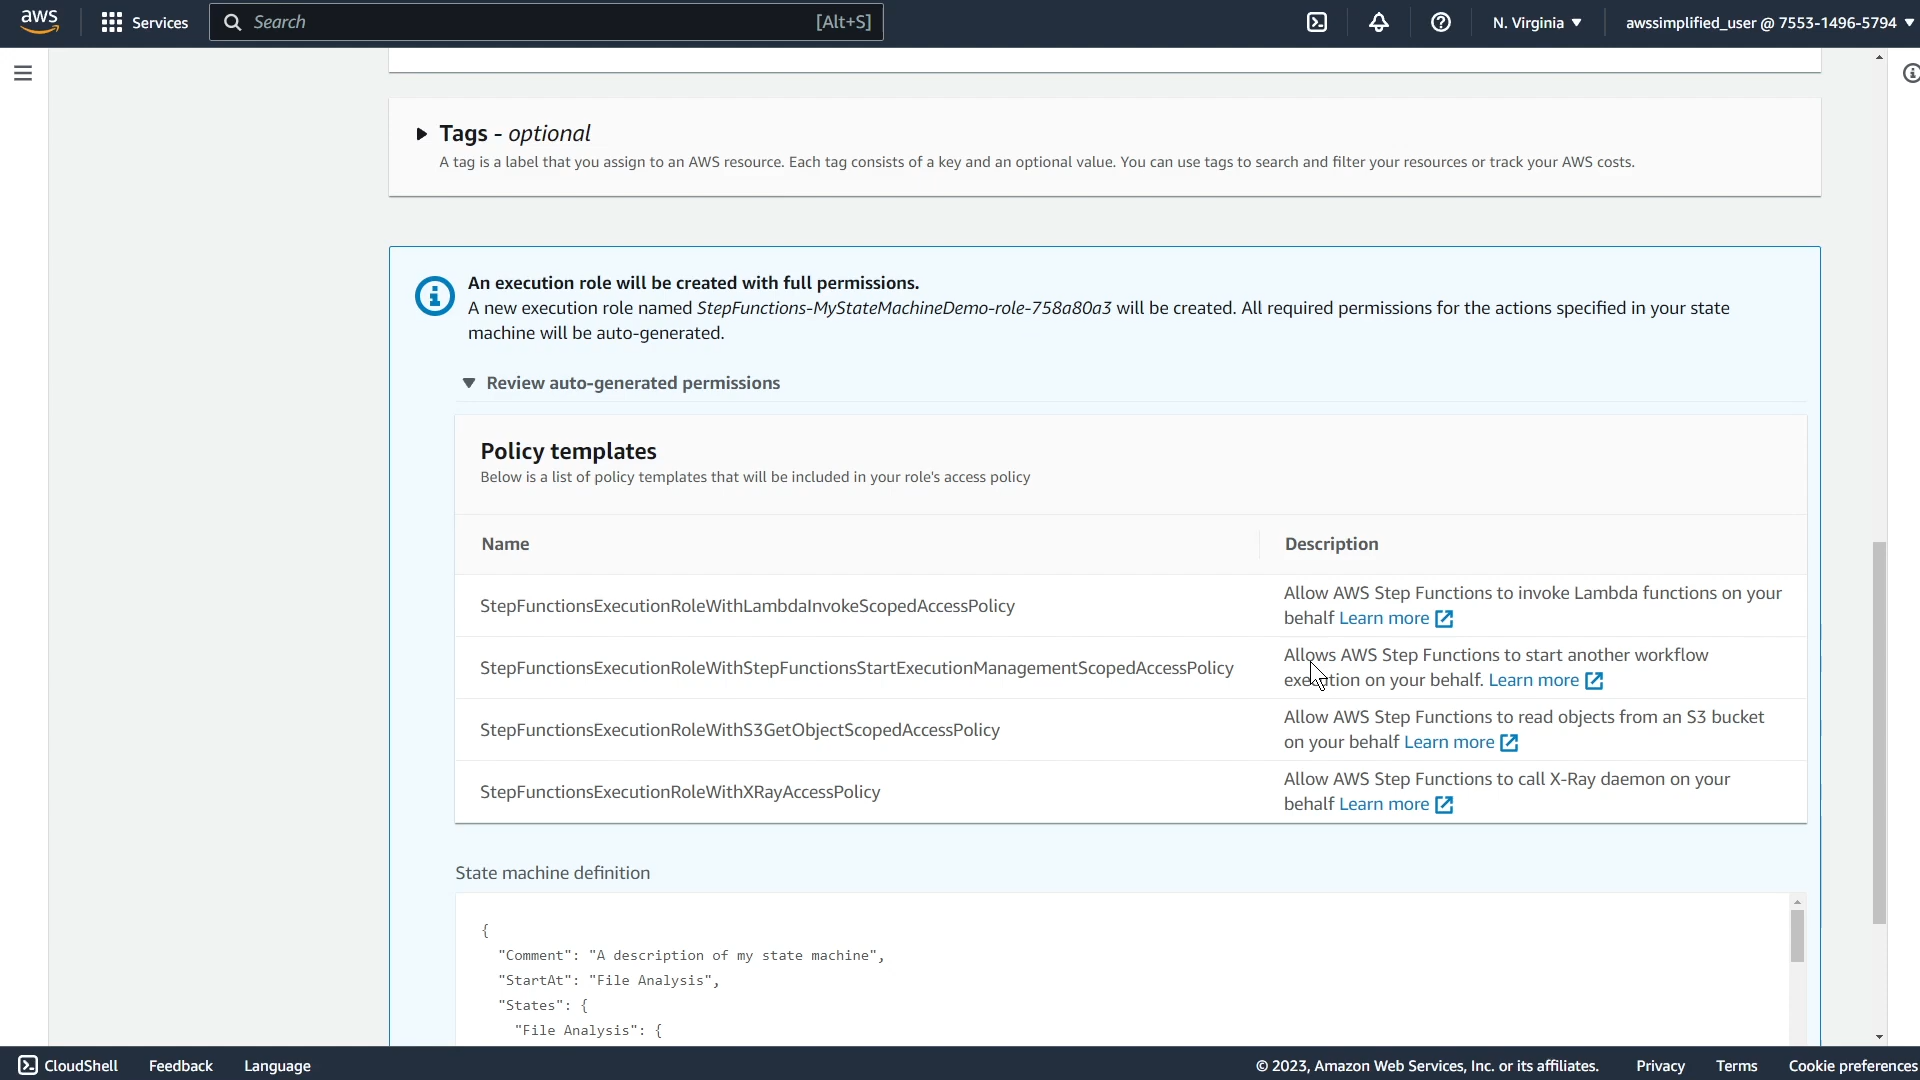 aws Services Search [Alt+S] N. Virginia ▼ awssimplified_user @ 7553-1496-5794 ▼
Tags - optional
A tag is a label that you assign to an AWS resource. Each tag consists of a key and an optional value. You can use tags to search and filter your resources or track your AWS costs.
An execution role will be created with full permissions.
A new execution role named StepFunctions-MyStateMachineDemo-role-758a80a3 will be created. All required permissions for the actions specified in your state
machine will be auto-generated.
Review auto-generated permissions
Policy templates
Below is a list of policy templates that will be included in your role's access policy
Name Description
StepFunctionsExecutionRoleWithLambdaInvokeScopedAccessPolicy
Allow AWS Step Functions to invoke Lambda functions on your
behalf Learn more
StepFunctionsExecutionRoleWithStepFunctionsStartExecutionManagementScopedAccessPolicy
Allows AWS Step Functions to start another workflow
execution on your behalf. Learn more
StepFunctionsExecutionRoleWithS3GetObjectScopedAccessPolicy
Allow AWS Step Functions to read objects from an S3 bucket
on your behalf Learn more
StepFunctionsExecutionRoleWithXRayAccessPolicy
Allow AWS Step Functions to call X-Ray daemon on your
behalf Learn more
State machine definition
{
"Comment": "A description of my state machine",
"StartAt": "File Analysis",
"States": {
"File Analysis": {
CloudShell Feedback Language © 2023, Amazon Web Services, Inc. or its affiliates. Privacy Terms Cookie preferences